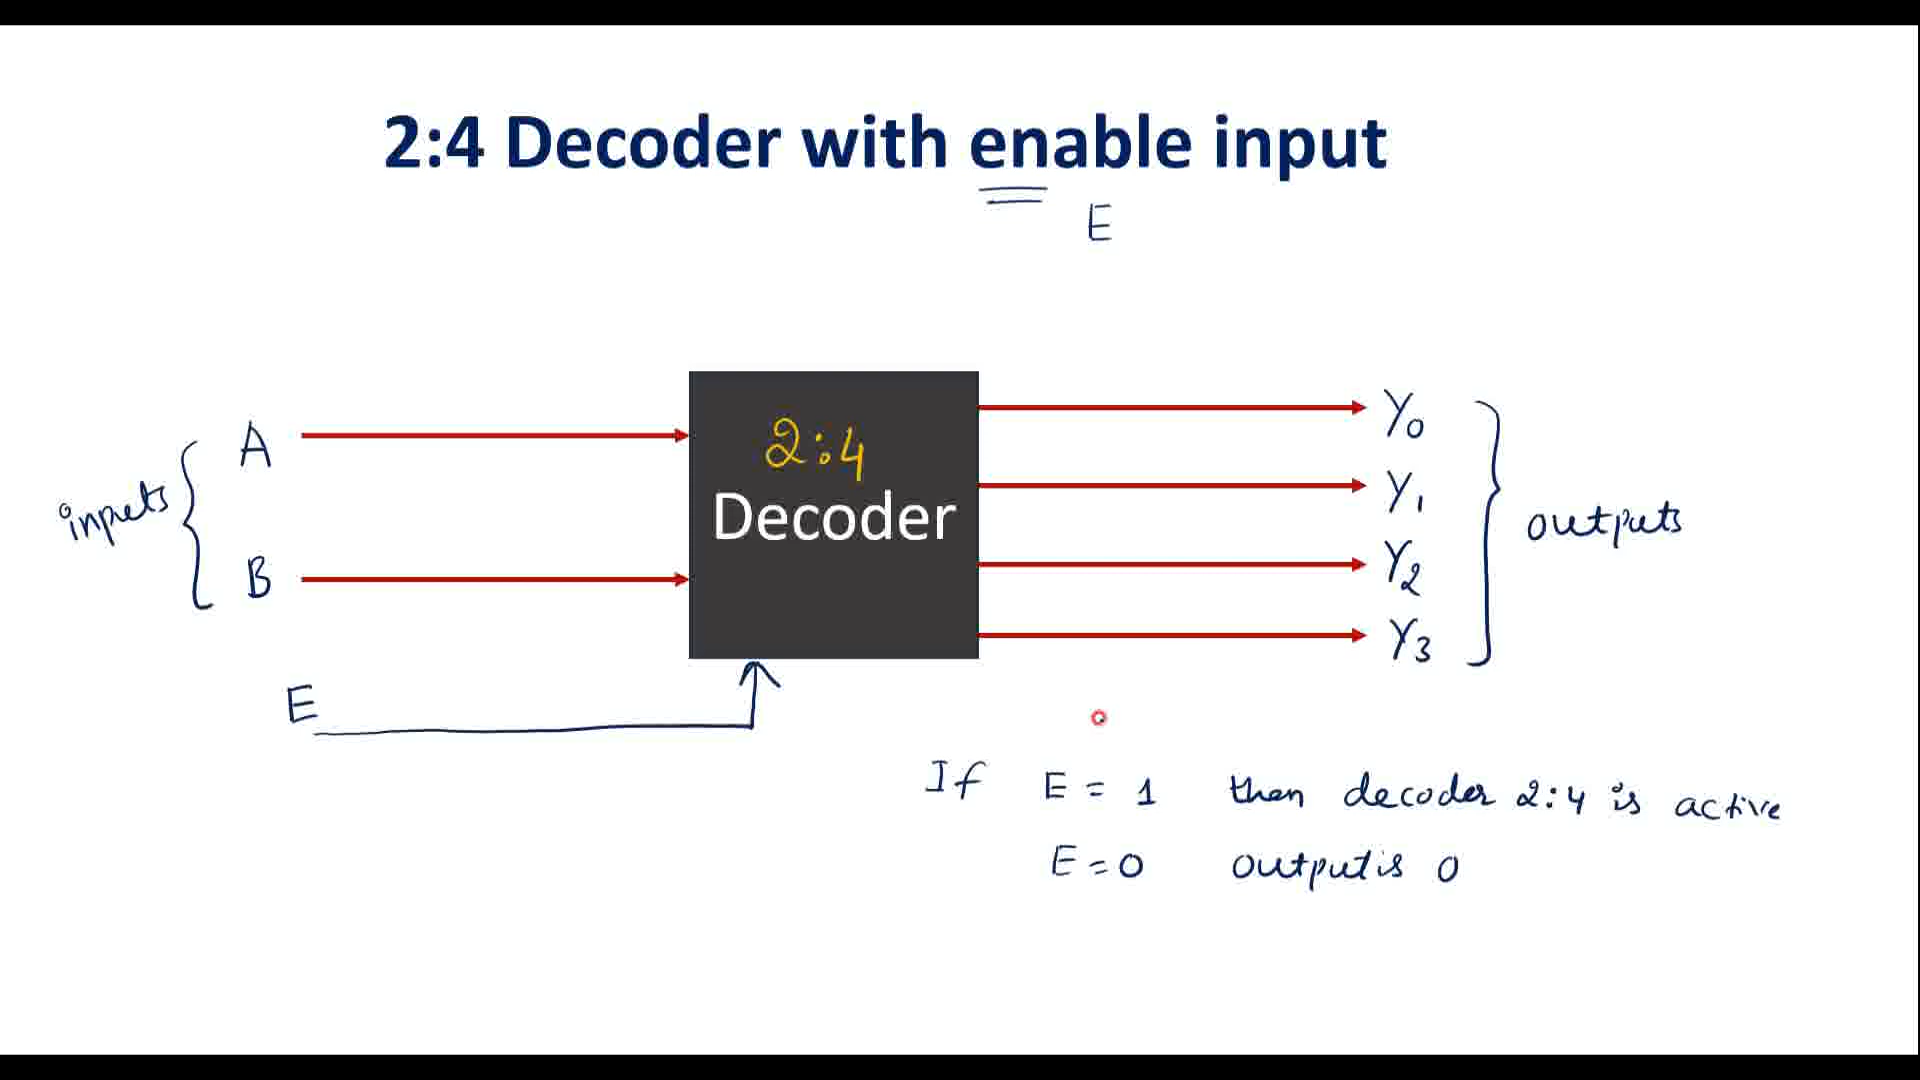 2:4 Decoder with enable input
E
inputs
A
B
E
2:4
Decoder
Y0
Y1
Y2
Y3
outputs
If E = 1 then decoder 2:4 is active
E = 0 output is 0